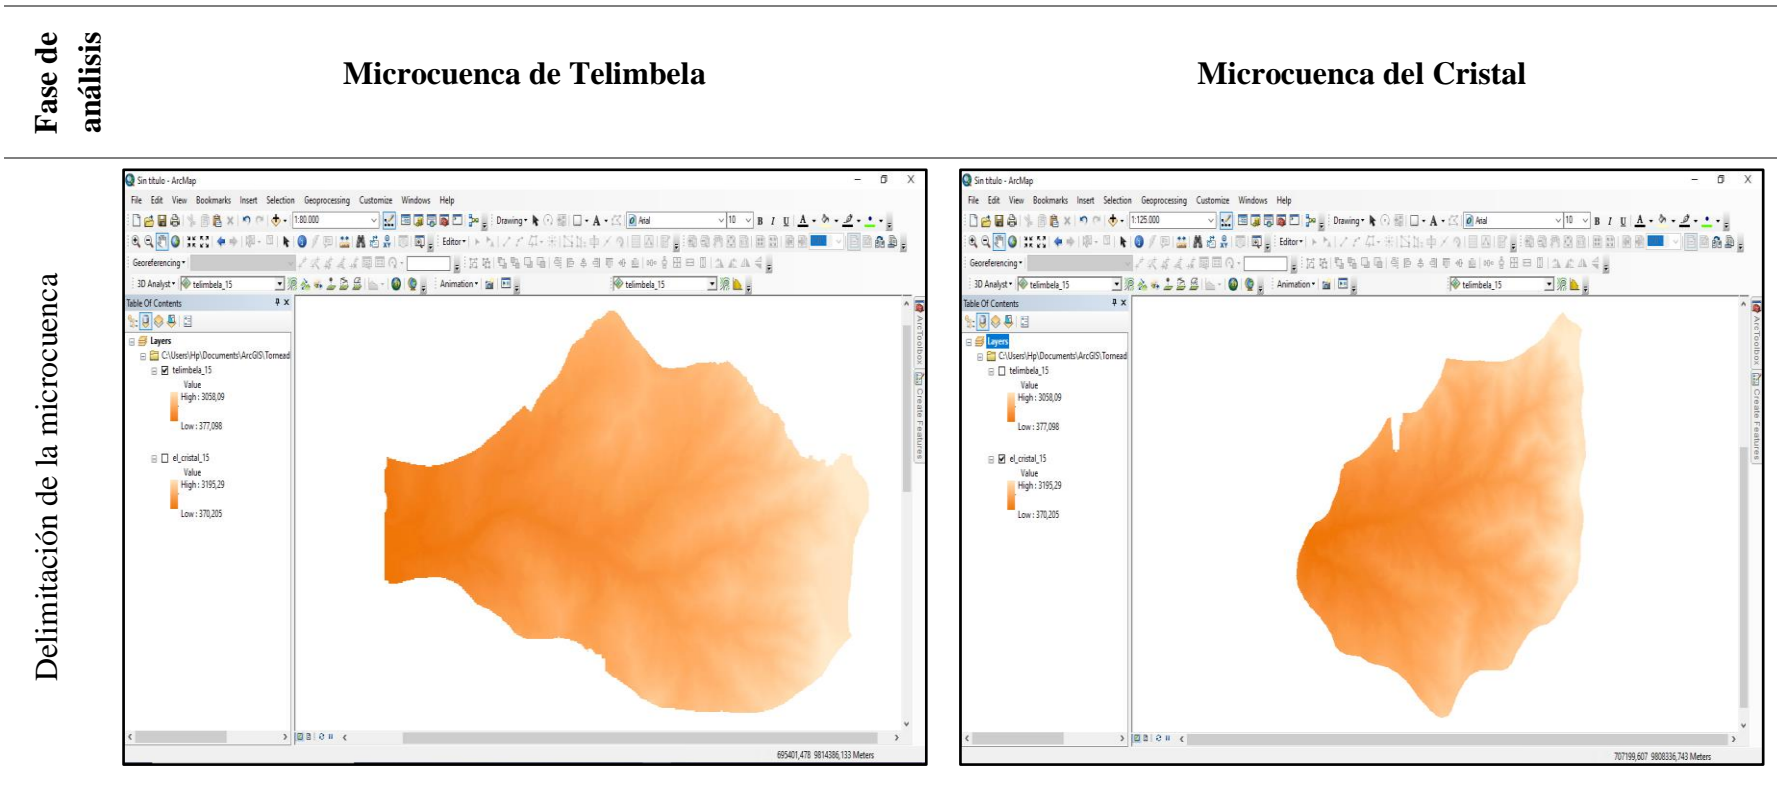 Fase de
análisis
Microcuenca de Telimbela
Microcuenca del Cristal
Delimitación de la microcuenca
Sin título - ArcMap
File Edit View Bookmarks Insert Selection Geoprocessing Customize Windows Help
1:80.000
Drawing
A
Arial
10
B I U A
Editor
Georeferencing
3D Analyst
telimbela_15
Animation
telimbela_15
Table Of Contents
Layers
C:\Users\Hp\Documents\ArcGIS\Tornead
telimbela_15
Value
High : 3058,09
Low : 377,098
el_cristal_15
Value
High : 3195,29
Low : 370,205
ArcToolbox
Create Features
695401,478 9814386,133 Meters
Sin título - ArcMap
File Edit View Bookmarks Insert Selection Geoprocessing Customize Windows Help
1:125.000
Drawing
A
Arial
10
B I U A
Editor
Georeferencing
3D Analyst
telimbela_15
Animation
telimbela_15
Table Of Contents
Layers
C:\Users\Hp\Documents\ArcGIS\Tornead
telimbela_15
Value
High : 3058,09
Low : 377,098
el_cristal_15
Value
High : 3195,29
Low : 370,205
ArcToolbox
Create Features
707199,607 9808336,743 Meters